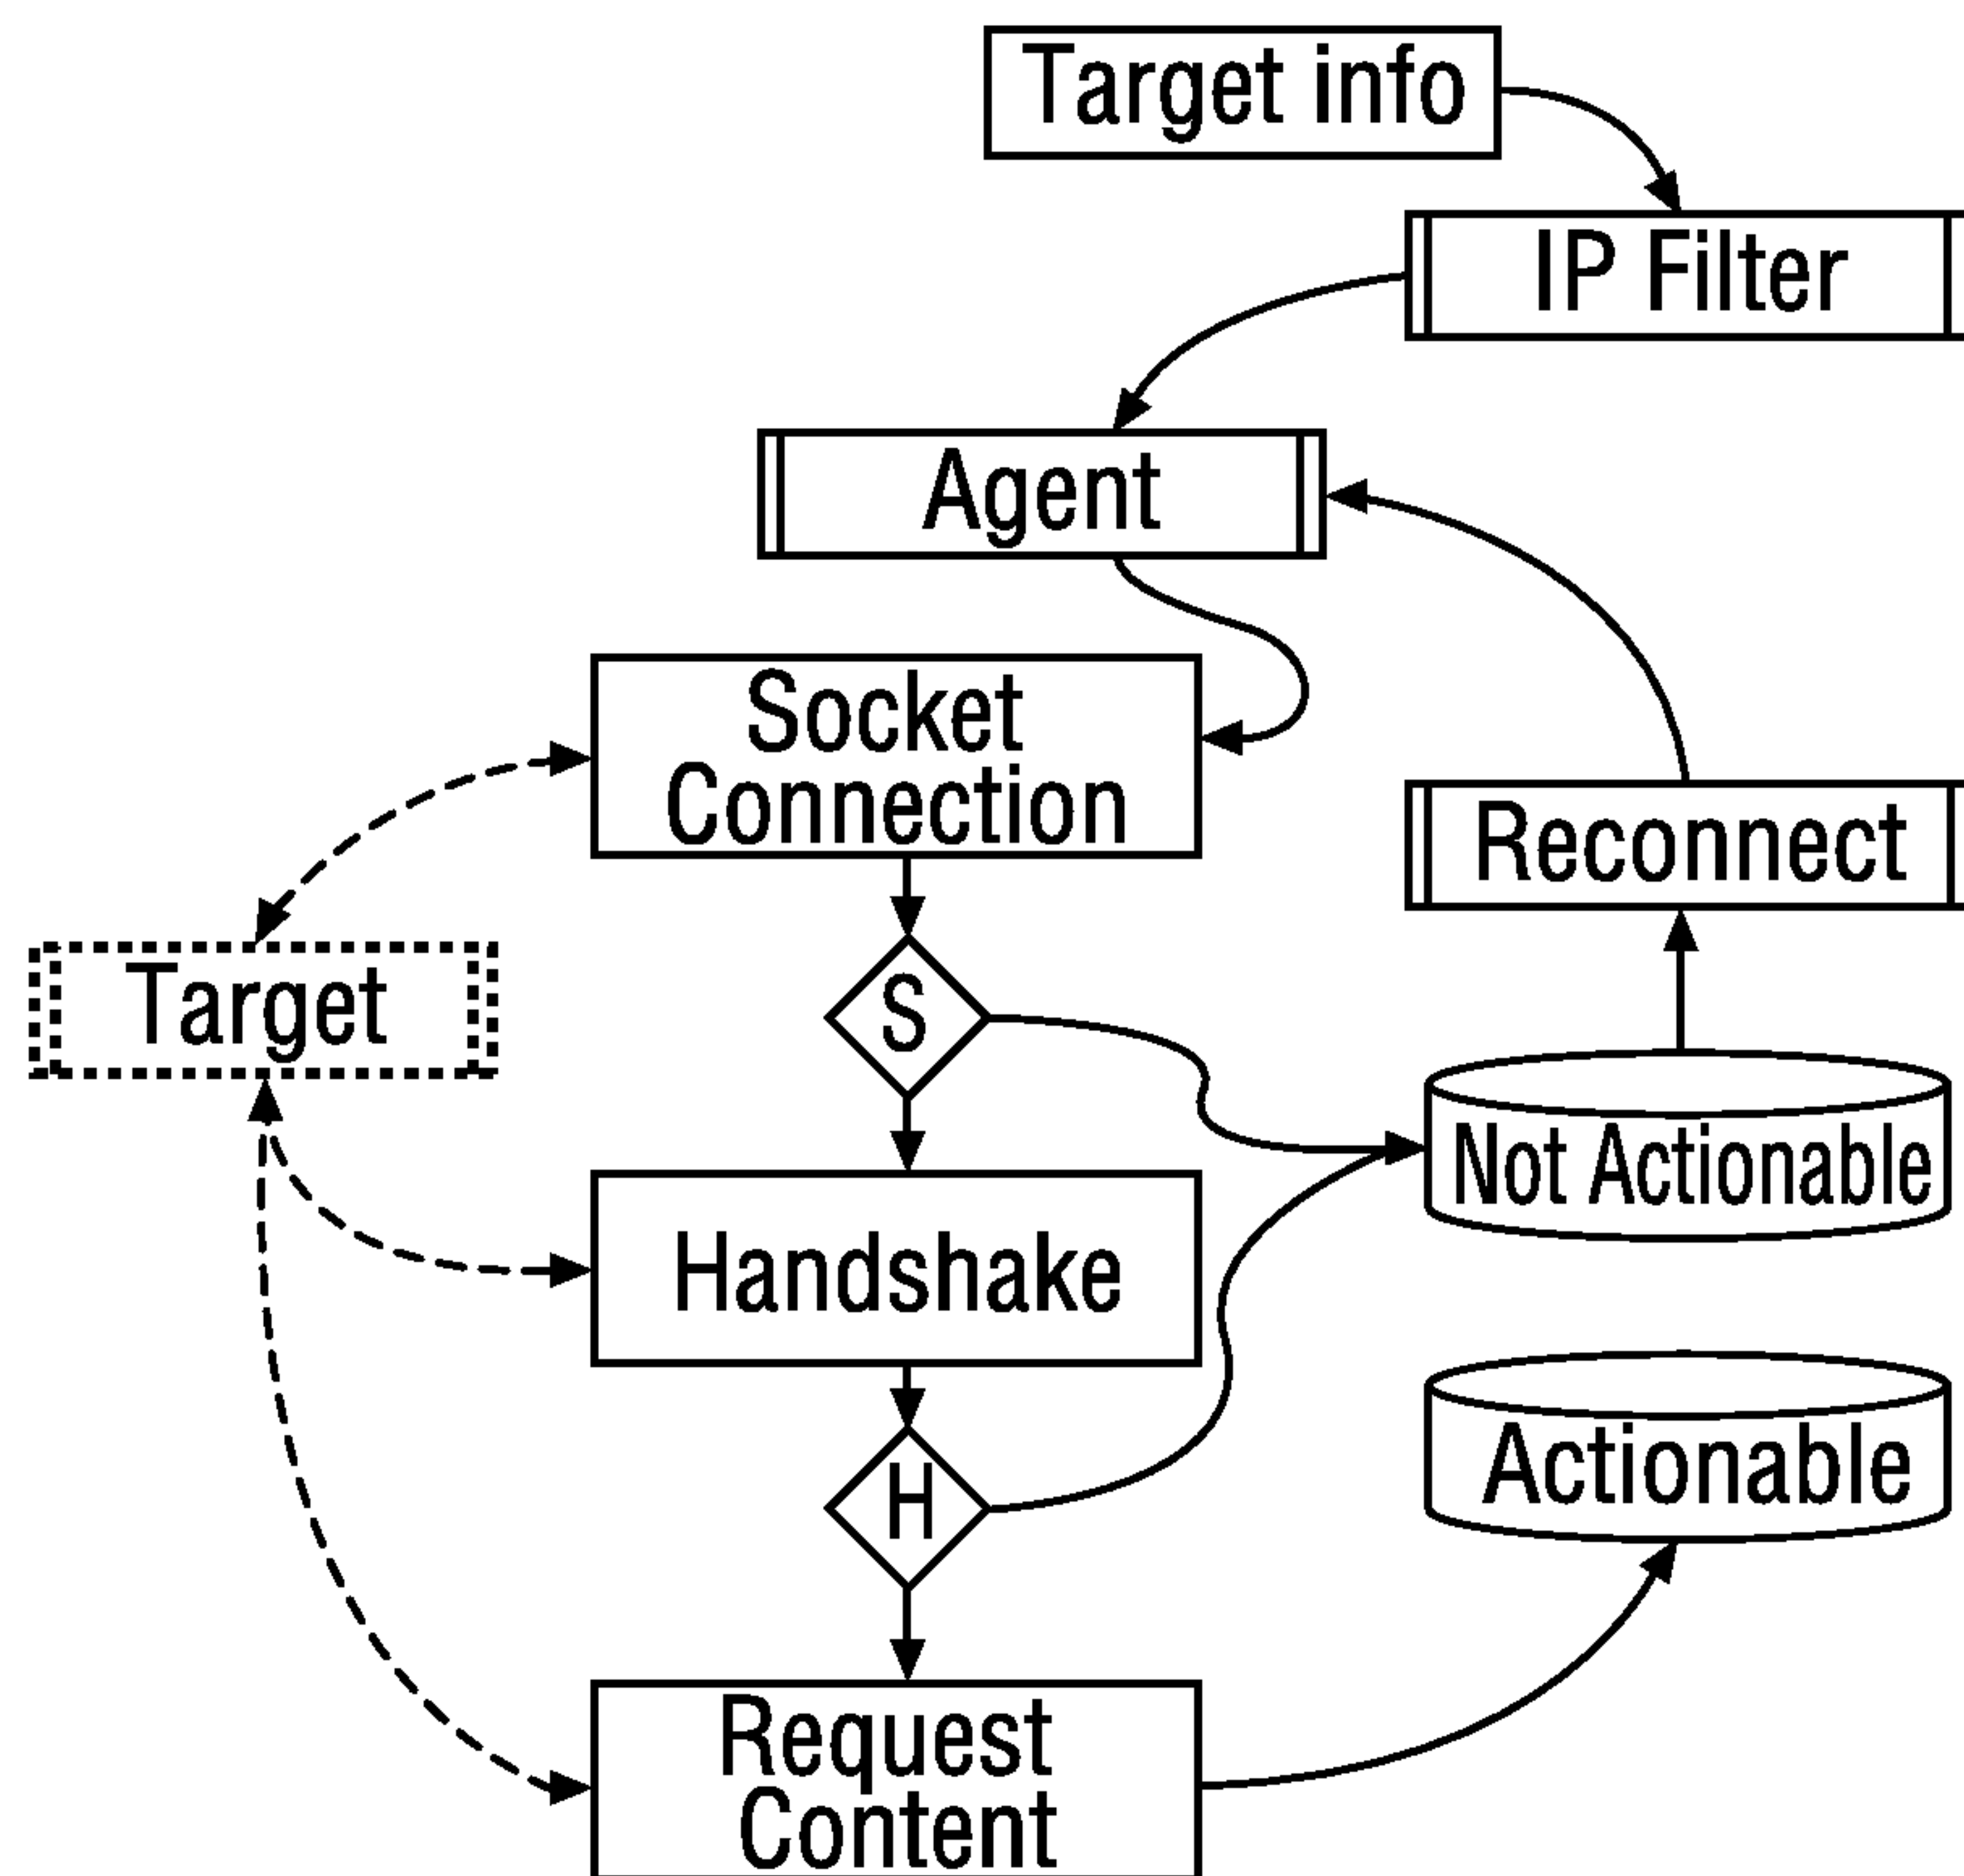 Target info
IP Filter
Agent
Socket
Connection
Reconnect
Target
S
Not Actionable
Handshake
Actionable
H
Request
Content